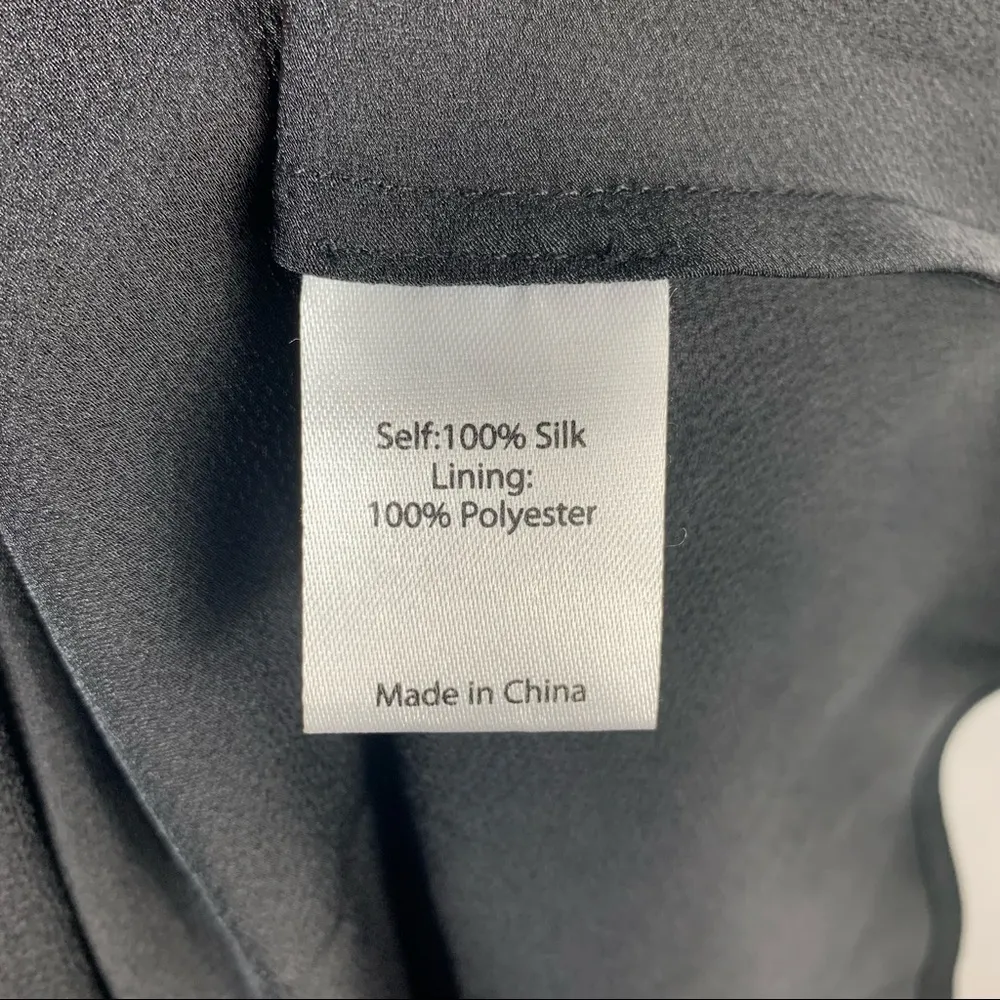 Self:100% Silk
Lining:
100% Polyester
Made in China